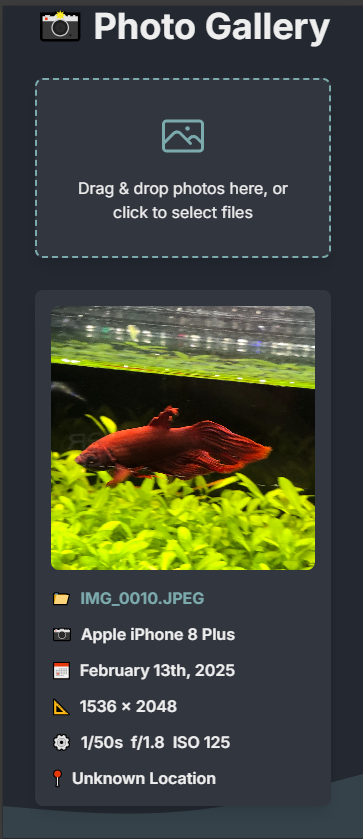 Photo Gallery
Drag & drop photos here, or
click to select files
IMG_0010.JPEG
Apple iPhone 8 Plus
February 13th, 2025
1536 × 2048
1/50s f/1.8 ISO 125
Unknown Location